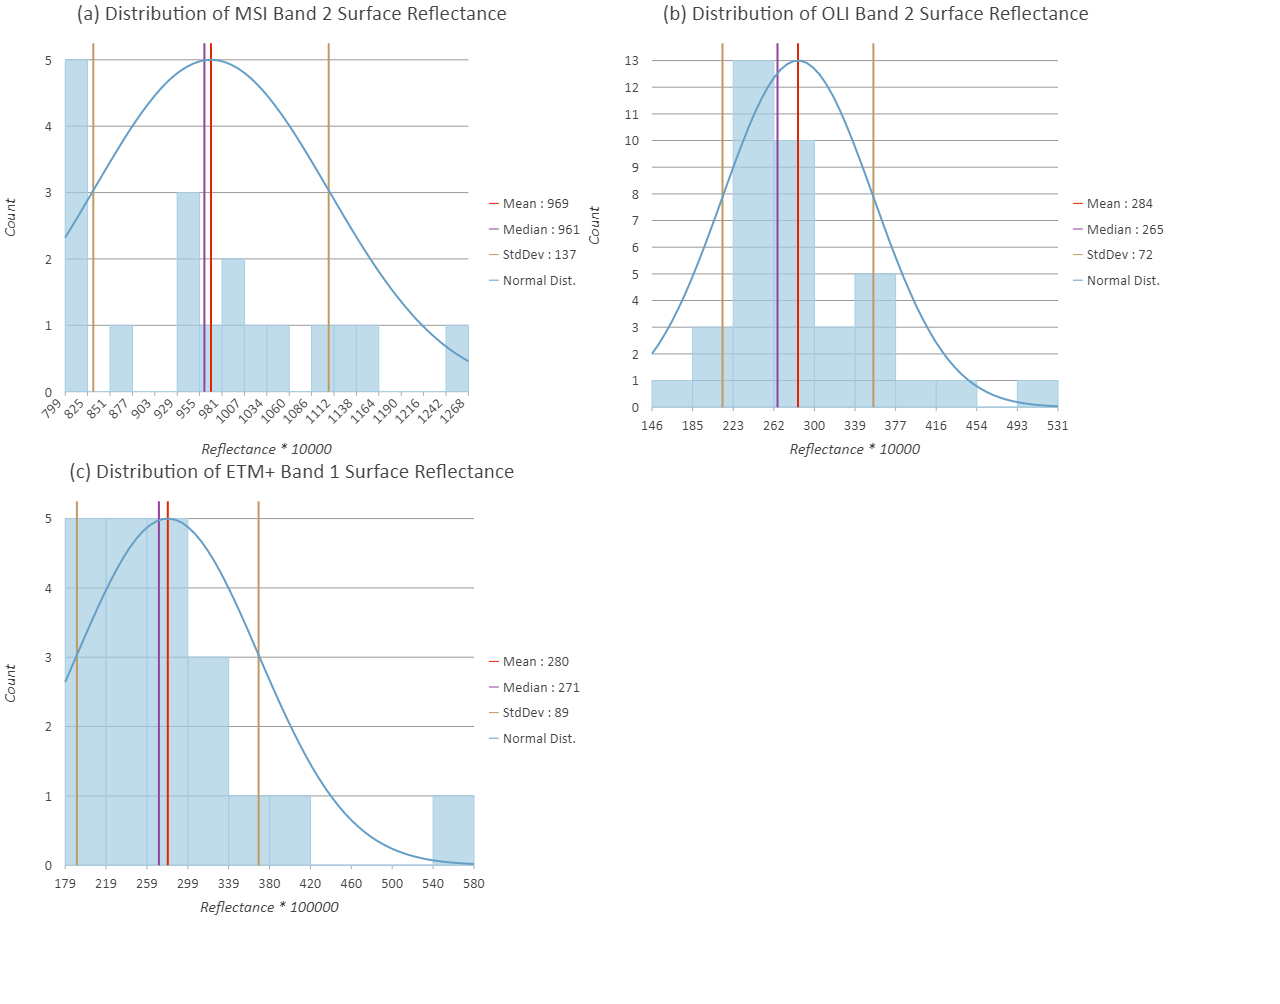 (a) Distribution of MSI Band 2 Surface Reflectance
5
4
3
2
1
0
Count
799 825 851 877 903 929 955 981 1007 1034 1060 1086 1112 1138 1164 1190 1216 1242 1268
Reflectance * 10000
Mean : 969
Median : 961
StdDev : 137
Normal Dist.
(b) Distribution of OLI Band 2 Surface Reflectance
13
12
11
10
9
8
7
6
5
4
3
2
1
0
Count
146 185 223 262 300 339 377 416 454 493 531
Reflectance * 10000
Mean : 284
Median : 265
StdDev : 72
Normal Dist.
(c) Distribution of ETM+ Band 1 Surface Reflectance
5
4
3
2
1
0
Count
179 219 259 299 339 380 420 460 500 540 580
Reflectance * 100000
Mean : 280
Median : 271
StdDev : 89
Normal Dist.